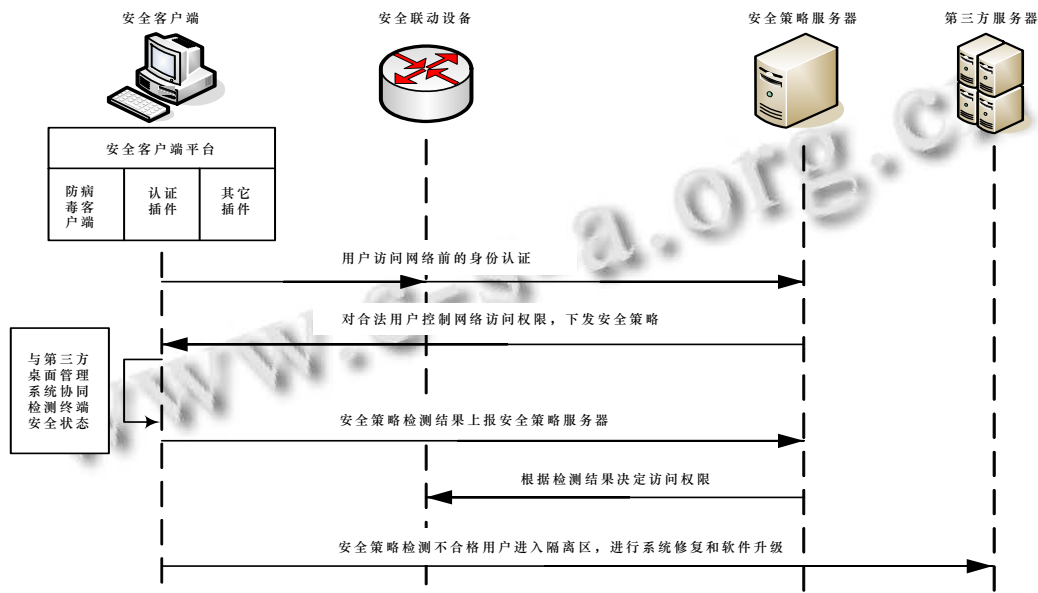 安全客户端
安全联动设备
安全策略服务器
第三方服务器
安全客户端平台
防病
毒客
户端
认证
插件
其它
插件
用户访问网络前的身份认证
对合法用户控制网络访问权限，下发安全策略
与第三方
桌面管理
系统协同
检测终端
安全状态
安全策略检测结果上报安全策略服务器
根据检测结果决定访问权限
安全策略检测不合格用户进入隔离区，进行系统修复和软件升级